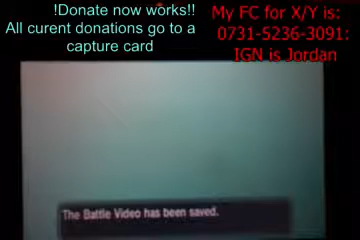 !Donate now works!!
All curent donations go to a
capture card
My FC for X/Y is:
0731-5236-3091:
IGN is Jordan
The Battle Video has been saved.